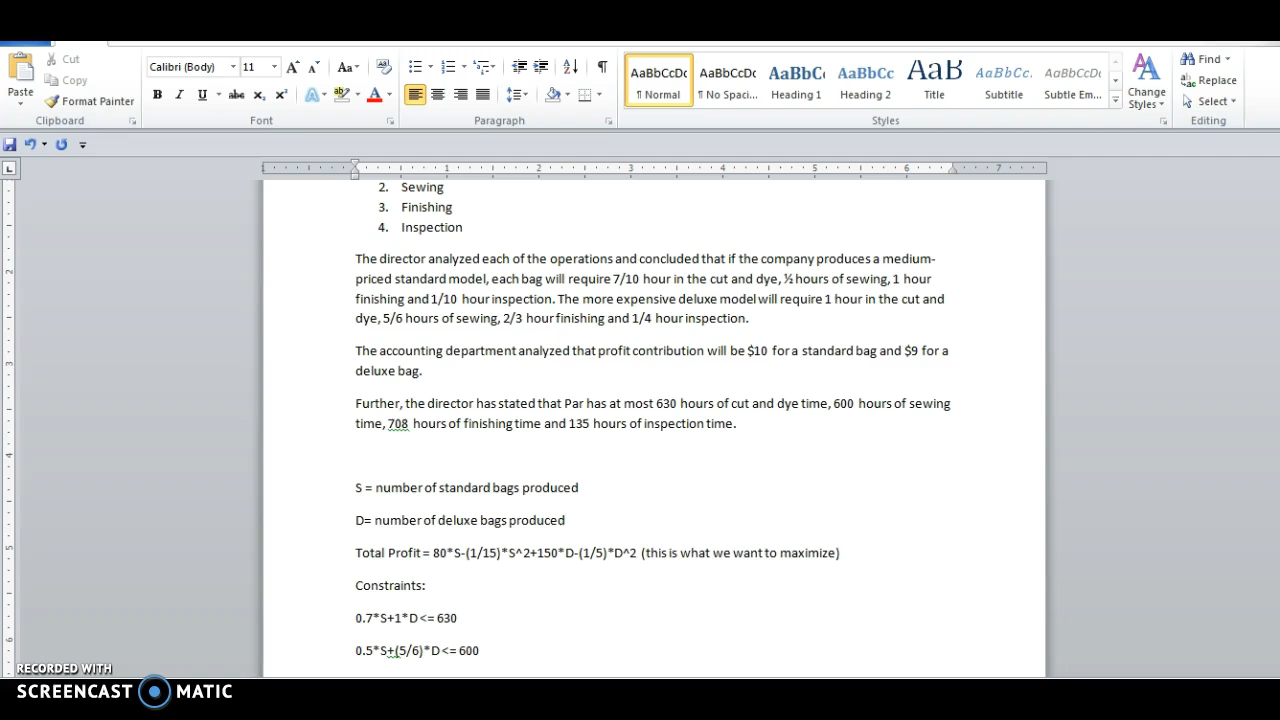 Cut
Copy
Format Painter
Paste
Clipboard
Calibri (Body) 11
Font
Paragraph
AaBbCcDc AaBbCcDc AaBbC AaBbCc AaB AaBbCc. AaBbCcDc
¶ Normal ¶ No Spaci... Heading 1 Heading 2 Title Subtitle Subtle Em...
Styles
Change Styles
Find
Replace
Select
Editing
1 1 2 3 4 5 6 7
2. Sewing
3. Finishing
4. Inspection
The director analyzed each of the operations and concluded that if the company produces a medium-
priced standard model, each bag will require 7/10 hour in the cut and dye, ½ hours of sewing, 1 hour
finishing and 1/10 hour inspection. The more expensive deluxe model will require 1 hour in the cut and
dye, 5/6 hours of sewing, 2/3 hour finishing and 1/4 hour inspection.
The accounting department analyzed that profit contribution will be $10 for a standard bag and $9 for a
deluxe bag.
Further, the director has stated that Par has at most 630 hours of cut and dye time, 600 hours of sewing
time, 708 hours of finishing time and 135 hours of inspection time.
S = number of standard bags produced
D= number of deluxe bags produced
Total Profit = 80*S-(1/15)*S^2+150*D-(1/5)*D^2 (this is what we want to maximize)
Constraints:
0.7*S+1*D<= 630
0.5*S+(5/6)*D<= 600
RECORDED WITH
SCREENCAST MATIC